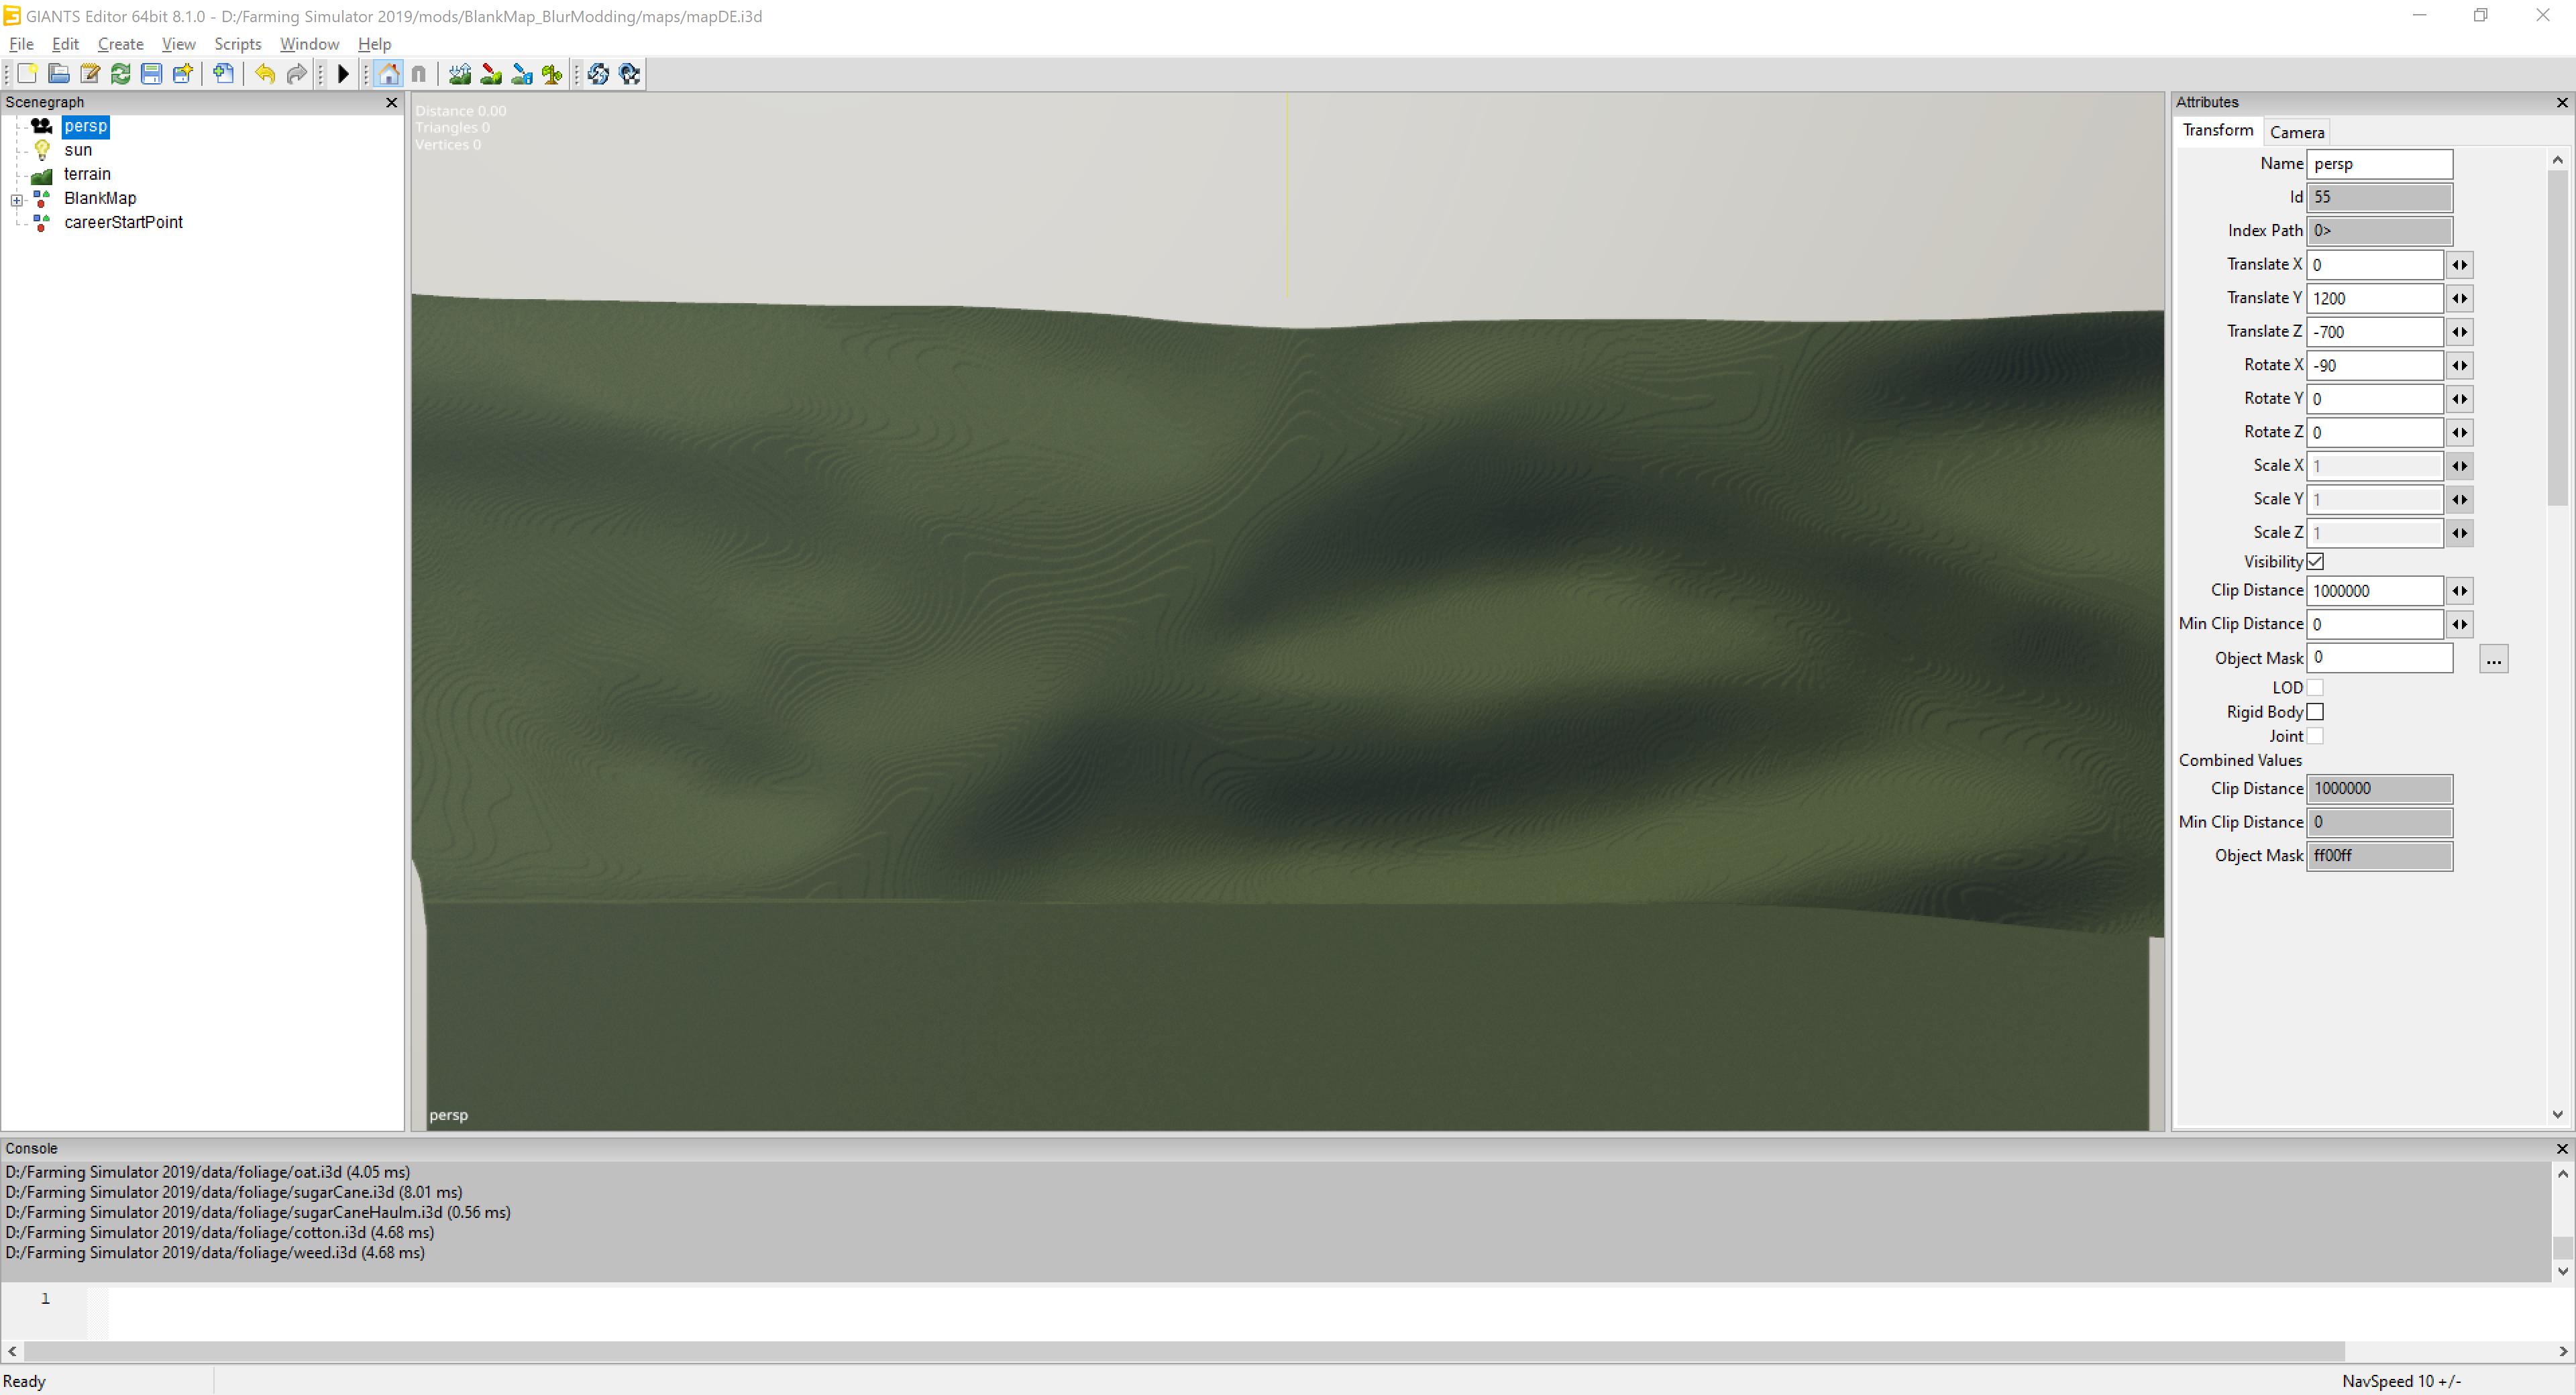 GIANTS Editor 64bit 8.1.0 - D:/Farming Simulator 2019/mods/BlankMap_BlurModding/maps/mapDE.i3d
File Edit Create View Scripts Window Help
Scenegraph
persp
sun
terrain
BlankMap
careerStartPoint
Distance 0.00
Triangles 0
Vertices 0
persp
Attributes
Transform Camera
Name persp
Id 55
Index Path 0>
Translate X 0
Translate Y 1200
Translate Z -700
Rotate X -90
Rotate Y 0
Rotate Z 0
Scale X 1
Scale Y 1
Scale Z 1
Visibility
Clip Distance 1000000
Min Clip Distance 0
Object Mask 0 ...
LOD
Rigid Body
Joint
Combined Values
Clip Distance 1000000
Min Clip Distance 0
Object Mask ff00ff
Console
D:/Farming Simulator 2019/data/foliage/oat.i3d (4.05 ms)
D:/Farming Simulator 2019/data/foliage/sugarCane.i3d (8.01 ms)
D:/Farming Simulator 2019/data/foliage/sugarCaneHaulm.i3d (0.56 ms)
D:/Farming Simulator 2019/data/foliage/cotton.i3d (4.68 ms)
D:/Farming Simulator 2019/data/foliage/weed.i3d (4.68 ms)
1
Ready
NavSpeed 10 +/-